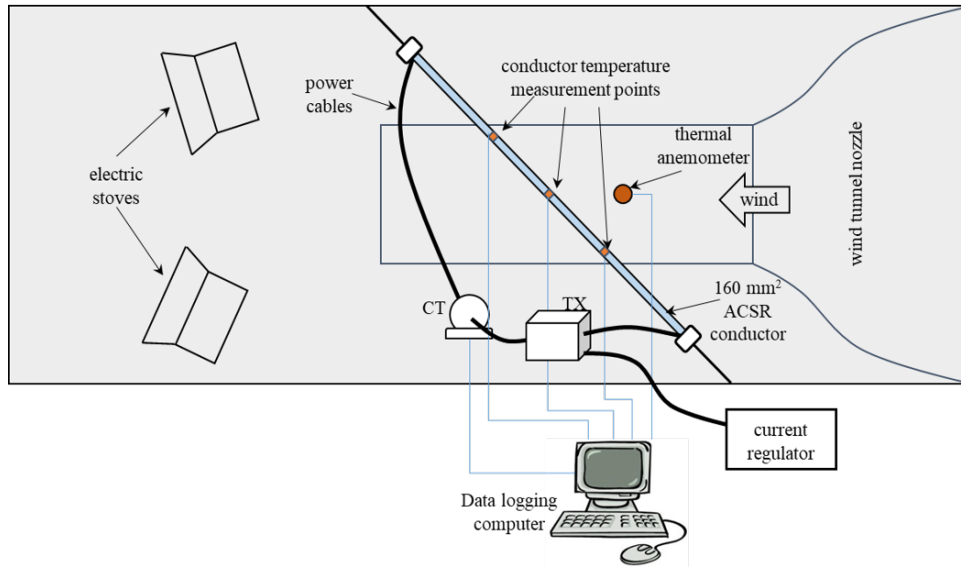 power
cables
conductor temperature
measurement points
thermal
anemometer
electric
stoves
wind
wind tunnel nozzle
160 mm²
ACSR
conductor
CT
TX
current
regulator
Data logging
computer